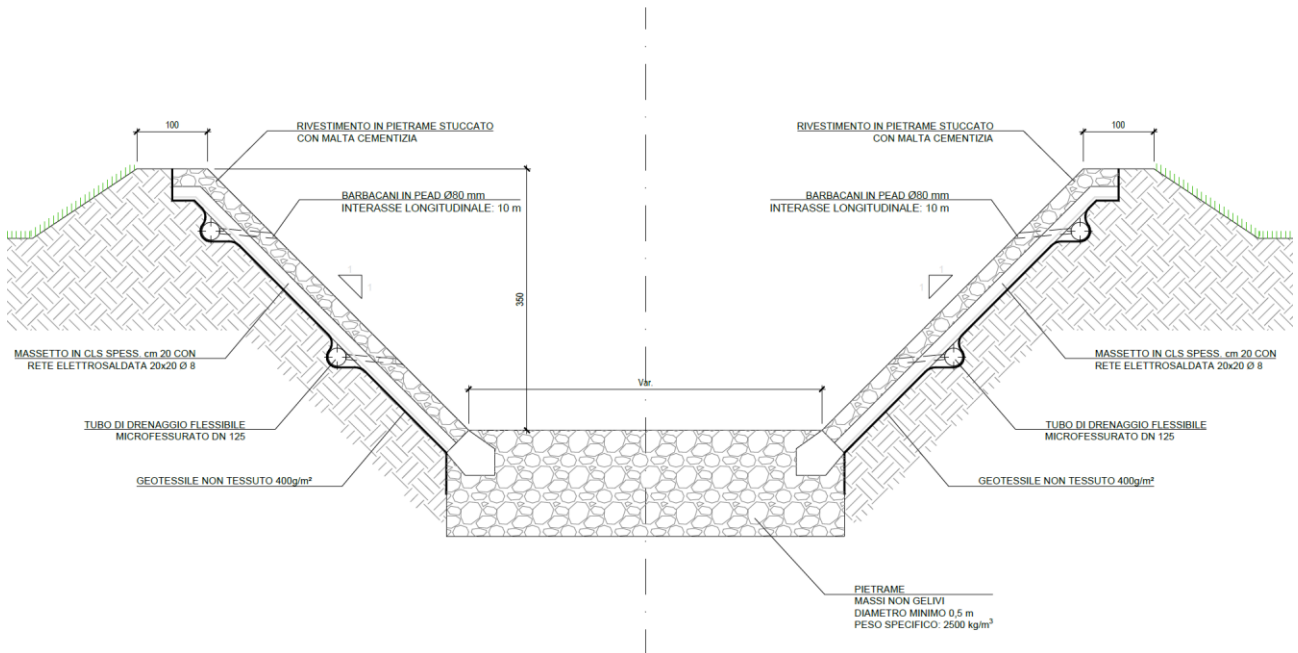 100
RIVESTIMENTO IN PIETRAME STUCCATO
CON MALTA CEMENTIZIA
BARBACANI IN PEAD Ø80 mm
INTERASSE LONGITUDINALE: 10 m
1
1
350
MASSETTO IN CLS SPESS. cm 20 CON
RETE ELETTROSALDATA 20x20 Ø 8
TUBO DI DRENAGGIO FLESSIBILE
MICROFESSURATO DN 125
GEOTESSILE NON TESSUTO 400g/m²
Var.
100
RIVESTIMENTO IN PIETRAME STUCCATO
CON MALTA CEMENTIZIA
BARBACANI IN PEAD Ø80 mm
INTERASSE LONGITUDINALE: 10 m
1
1
MASSETTO IN CLS SPESS. cm 20 CON
RETE ELETTROSALDATA 20x20 Ø 8
TUBO DI DRENAGGIO FLESSIBILE
MICROFESSURATO DN 125
GEOTESSILE NON TESSUTO 400g/m²
PIETRAME
MASSI NON GELIVI
DIAMETRO MINIMO 0,5 m
PESO SPECIFICO: 2500 kg/m³